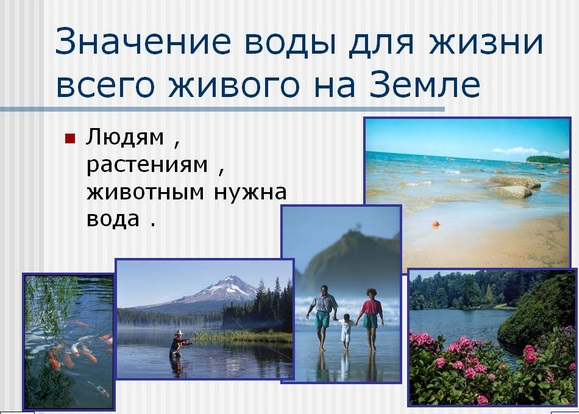 Значение воды для жизни
всего живого на Земле
Людям ,
растениям ,
животным нужна
вода .